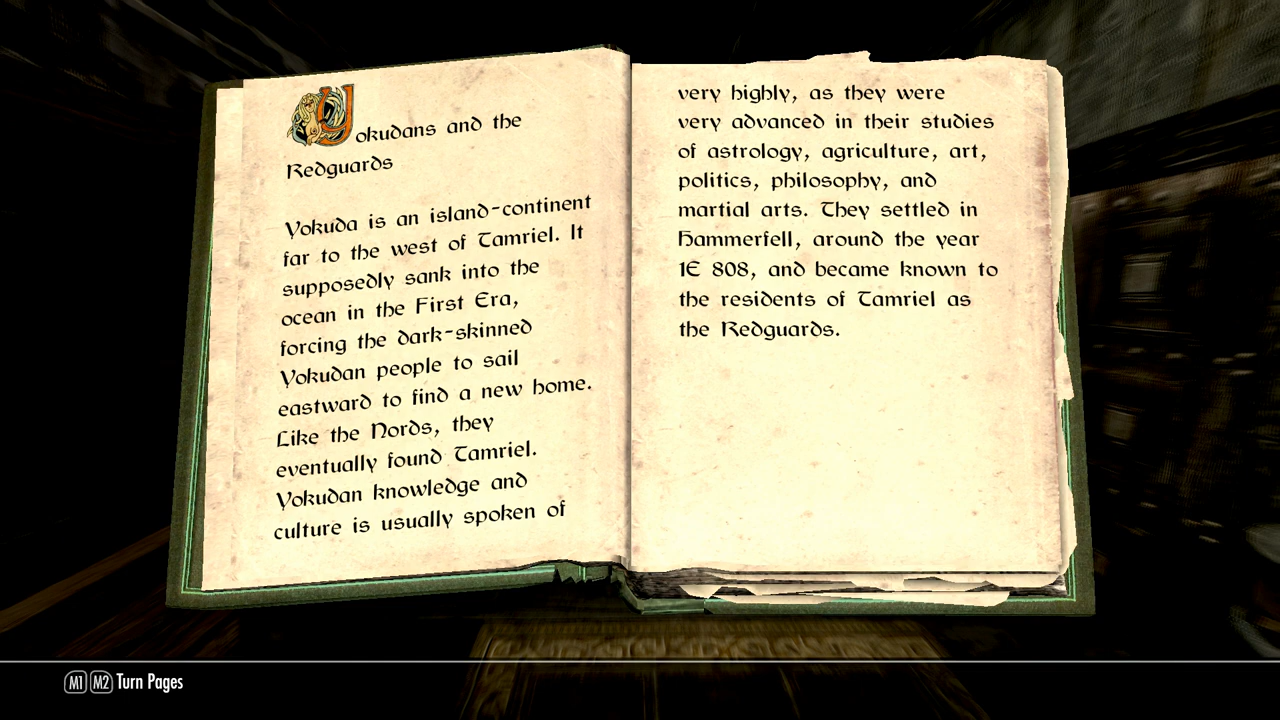 Yokudans and the
Redguards
Yokuda is an island-continent
far to the west of Tamriel. It
supposedly sank into the
ocean in the First Era,
forcing the dark-skinned
Yokudan people to sail
eastward to find a new home.
Like the Nords, they
eventually found Tamriel.
Yokudan knowledge and
culture is usually spoken of
very highly, as they were
very advanced in their studies
of astrology, agriculture, art,
politics, philosophy, and
martial arts. They settled in
Hammerfell, around the year
1E 808, and became known to
the residents of Tamriel as
the Redguards.
M1 M2 Turn Pages